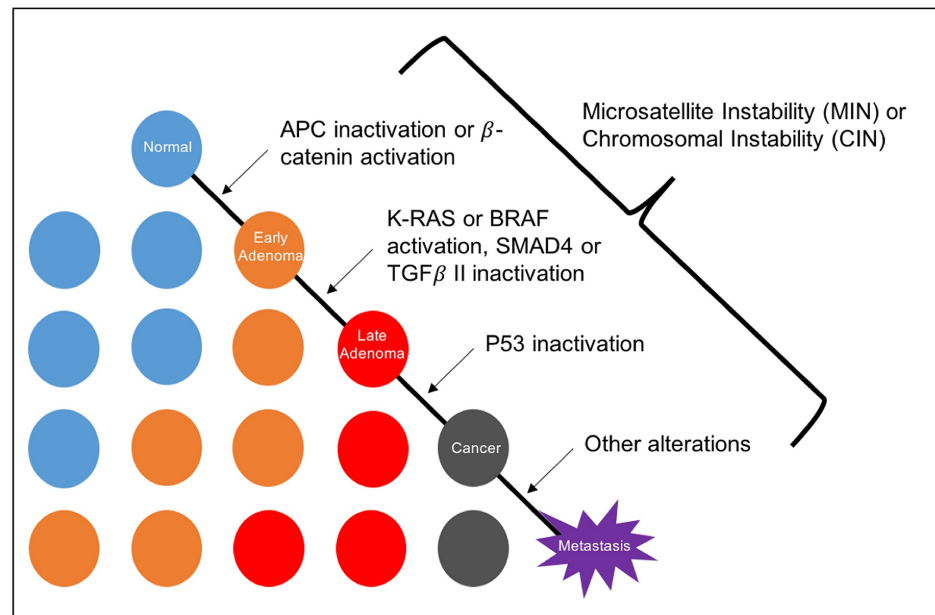 Microsatellite Instability (MIN) or
Chromosomal Instability (CIN)
Normal
APC inactivation or β-
catenin activation
Early
Adenoma
K-RAS or BRAF
activation, SMAD4 or
TGFβ II inactivation
Late
Adenoma
P53 inactivation
Cancer
Other alterations
Metastasis